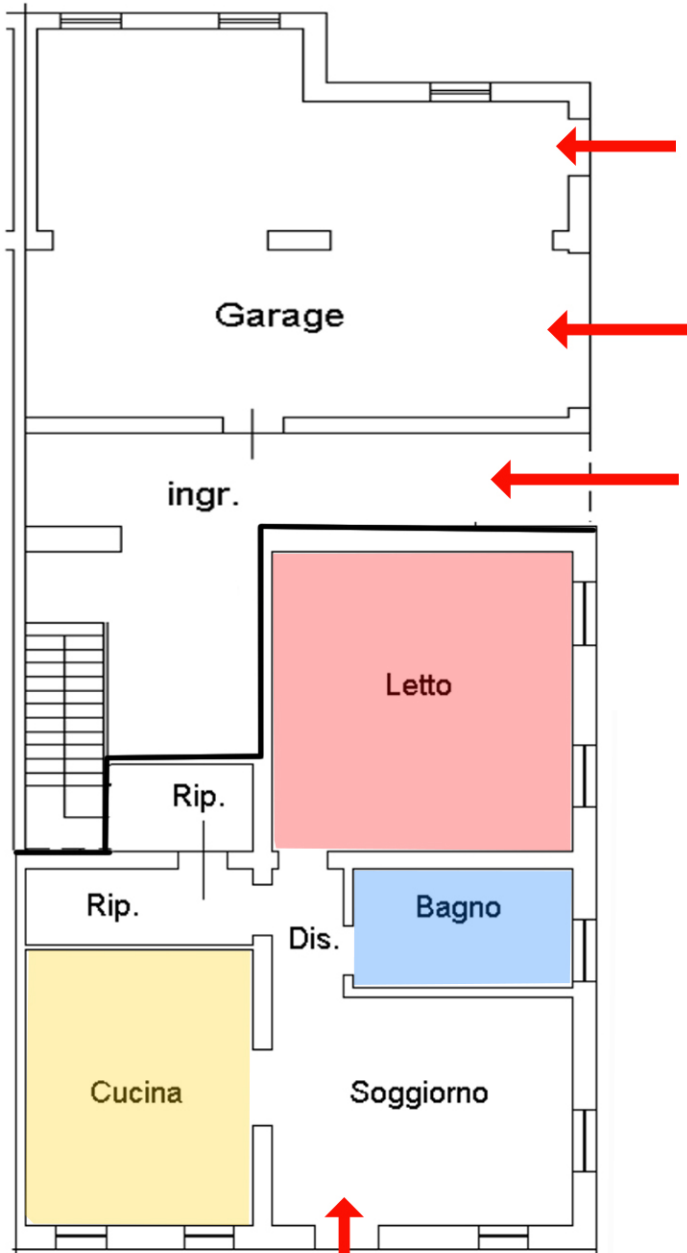 Garage
ingr.
Letto
Rip.
Rip.
Bagno
Dis.
Cucina
Soggiorno